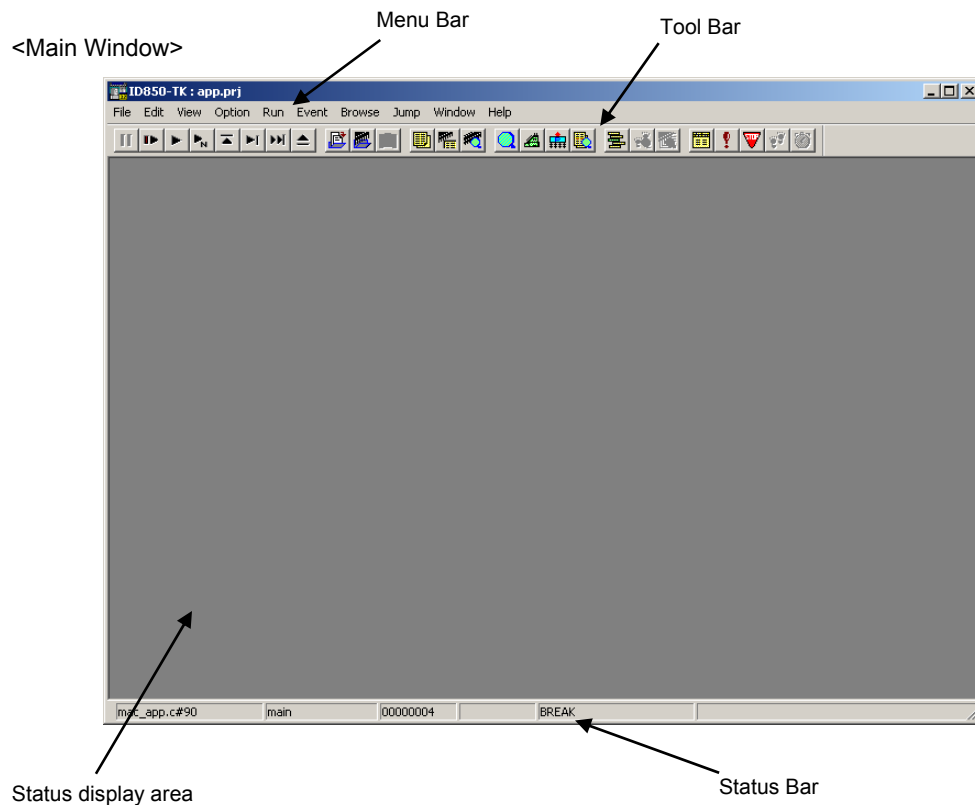 Menu Bar
Tool Bar
<Main Window>
ID850-TK : app.prj
File Edit View Option Run Event Browse Jump Window Help
N
mac_app.c#90 main 00000004 BREAK
Status display area
Status Bar